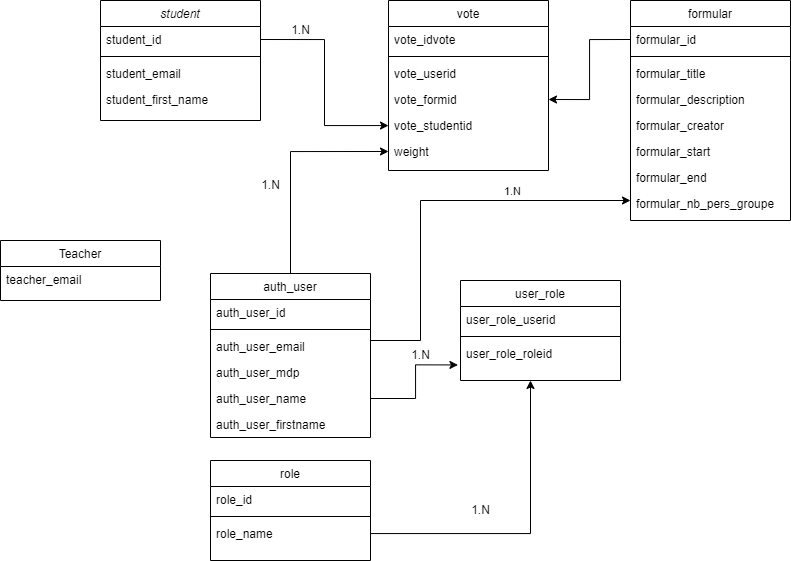 student
student_id
student_email
student_first_name
1.N
vote
vote_idvote
vote_userid
vote_formid
vote_studentid
weight
formular
formular_id
formular_title
formular_description
formular_creator
formular_start
formular_end
formular_nb_pers_groupe
1.N
1.N
Teacher
teacher_email
auth_user
auth_user_id
auth_user_email
auth_user_mdp
auth_user_name
auth_user_firstname
1.N
user_role
user_role_userid
user_role_roleid
role
role_id
role_name
1.N